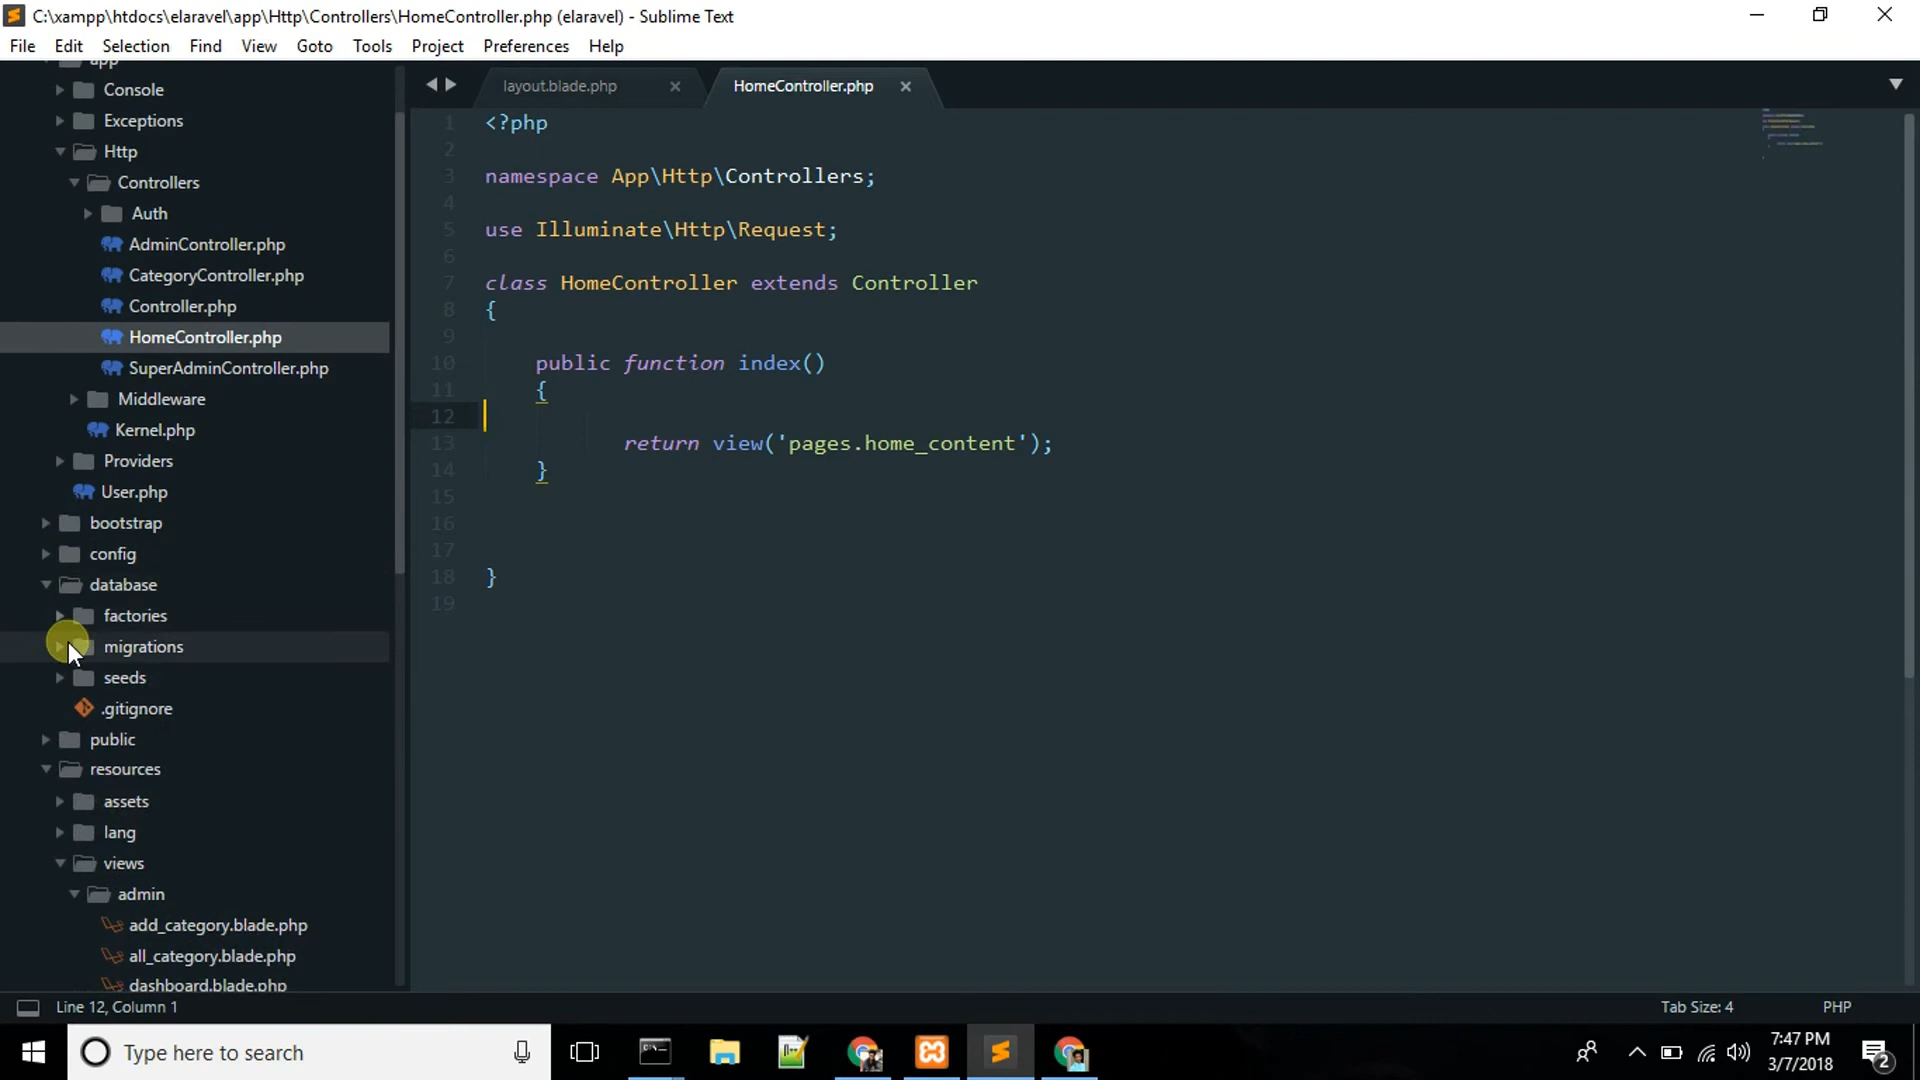 C:\xampp\htdocs\elaravel\app\Http\Controllers\HomeController.php (elaravel) - Sublime Text
File Edit Selection Find View Goto Tools Project Preferences Help
app
Console
Exceptions
Http
Controllers
Auth
AdminController.php
CategoryController.php
Controller.php
HomeController.php
SuperAdminController.php
Middleware
Kernel.php
Providers
User.php
bootstrap
config
database
factories
migrations
seeds
.gitignore
public
resources
assets
lang
views
admin
add_category.blade.php
all_category.blade.php
dashboard.blade.php
layout.blade.php × HomeController.php ×
1 <?php
2
3 namespace App\Http\Controllers;
4
5 use Illuminate\Http\Request;
6
7 class HomeController extends Controller
8 {
9
10 public function index()
11 {
12
13 return view('pages.home_content');
14 }
15
16
17
18 }
19
Line 12, Column 1 Tab Size: 4 PHP
Type here to search
7:47 PM
3/7/2018
2